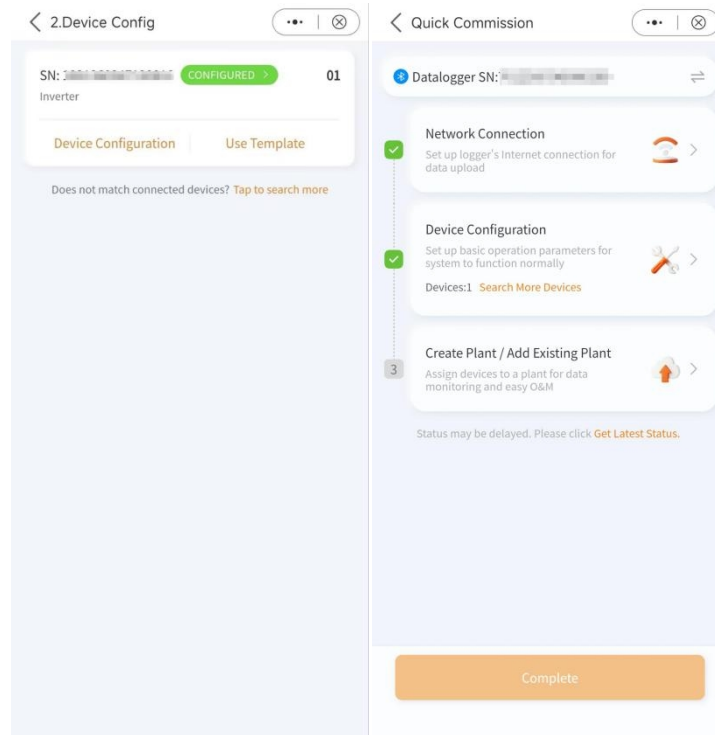 2.Device Config
SN:
CONFIGURED >
01
Inverter
Device Configuration
Use Template
Does not match connected devices? Tap to search more
Quick Commission
Datalogger SN:
Network Connection
Set up logger's Internet connection for
data upload
Device Configuration
Set up basic operation parameters for
system to function normally
Devices:1 Search More Devices
3
Create Plant / Add Existing Plant
Assign devices to a plant for data
monitoring and easy O&M
Status may be delayed. Please click Get Latest Status.
Complete